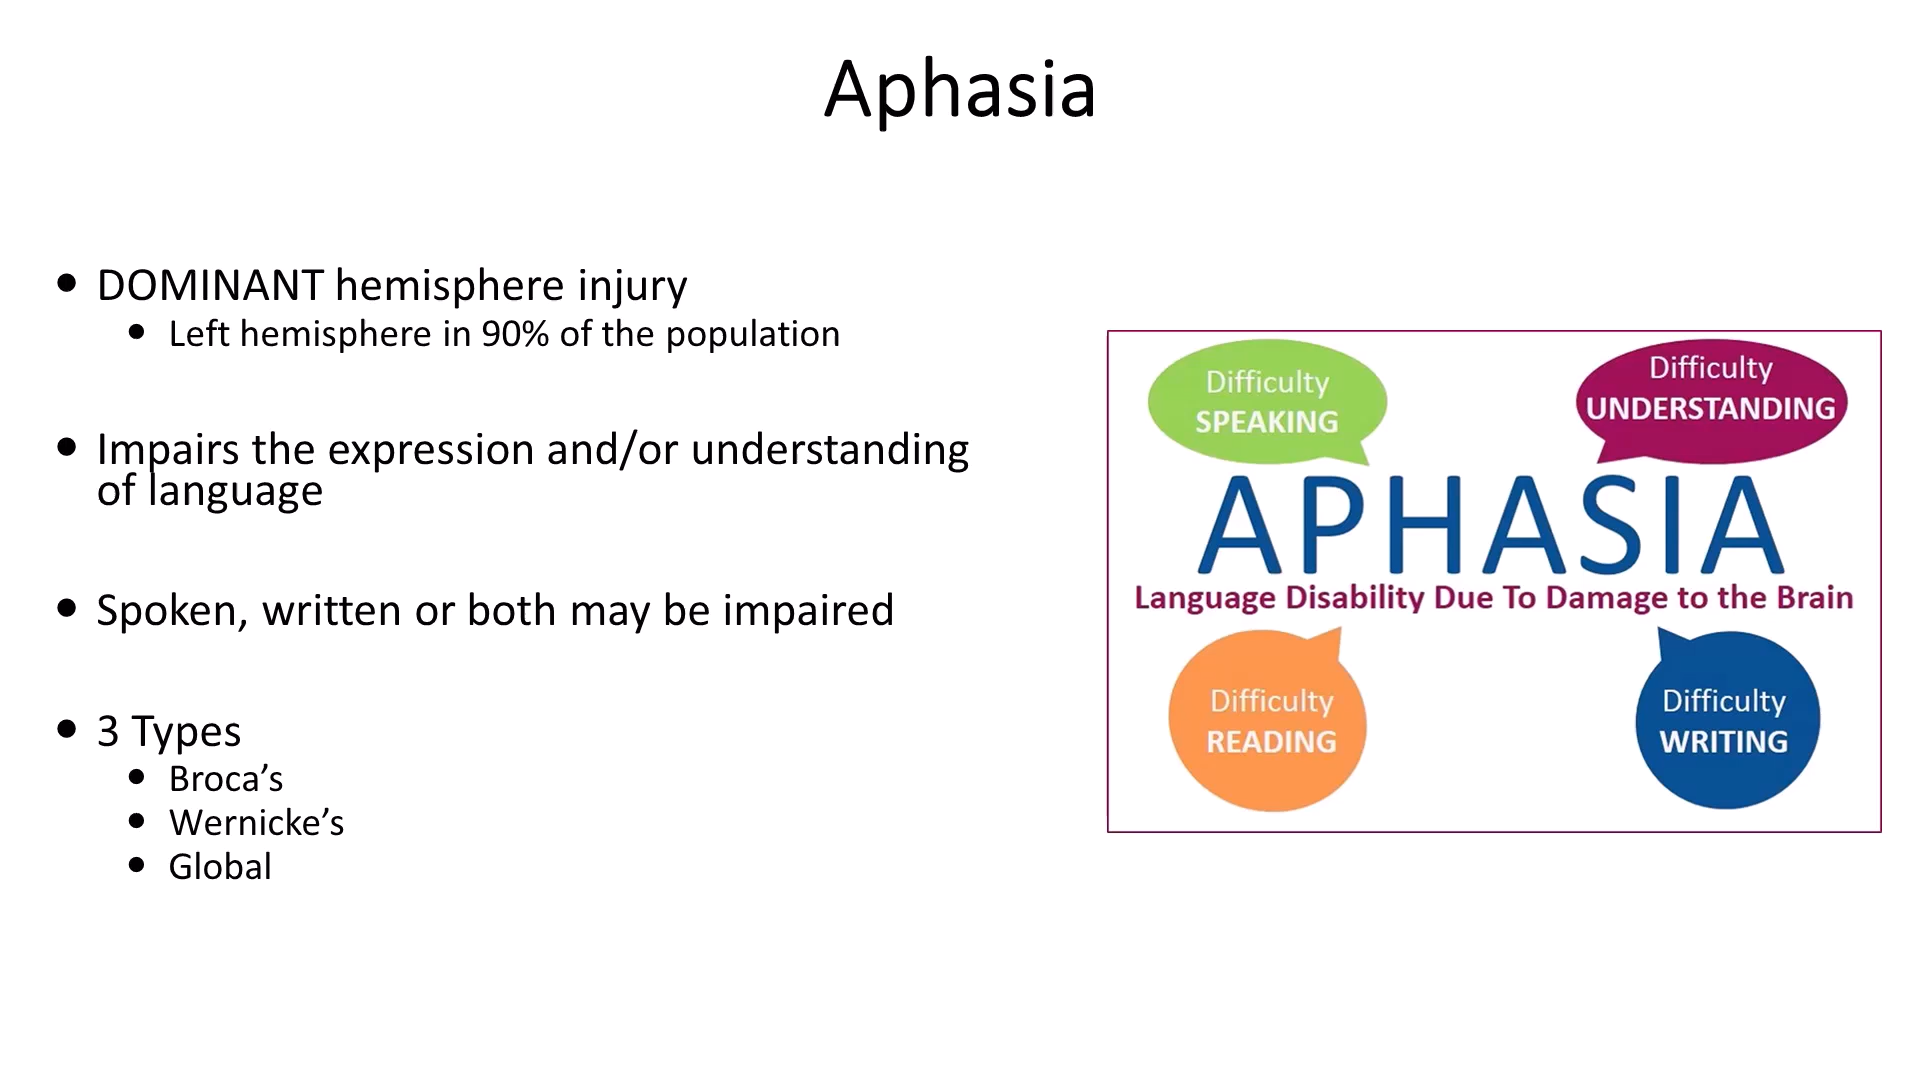 Aphasia
• DOMINANT hemisphere injury
• Left hemisphere in 90% of the population
• Impairs the expression and/or understanding
of language
• Spoken, written or both may be impaired
• 3 Types
• Broca’s
• Wernicke’s
• Global
Difficulty
SPEAKING
Difficulty
UNDERSTANDING
APHASIA
Language Disability Due To Damage to the Brain
Difficulty
READING
Difficulty
WRITING